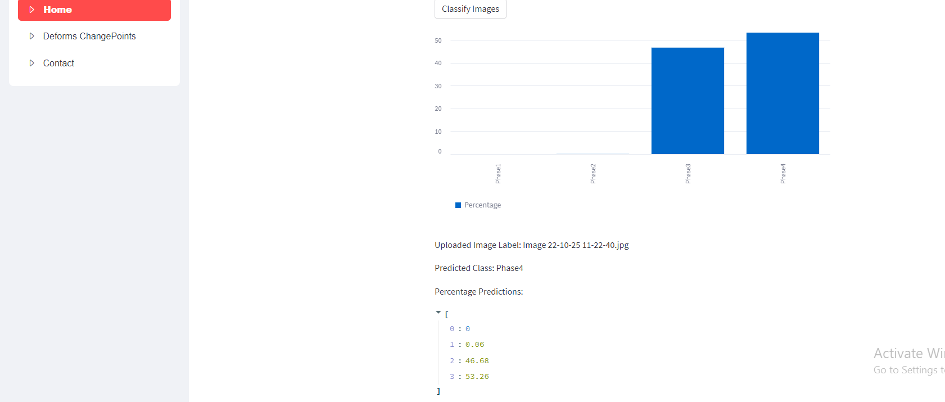 Home
Deforms ChangePoints
Contact
Classify Images
50
40
30
20
10
0
Phase1
Phase2
Phase3
Phase4
Percentage
Uploaded Image Label: Image 22-10-25 11-22-40.jpg
Predicted Class: Phase4
Percentage Predictions:
[
0 : 0
1 : 0.06
2 : 46.68
3 : 53.26
]
Activate Wi
Go to Settings t